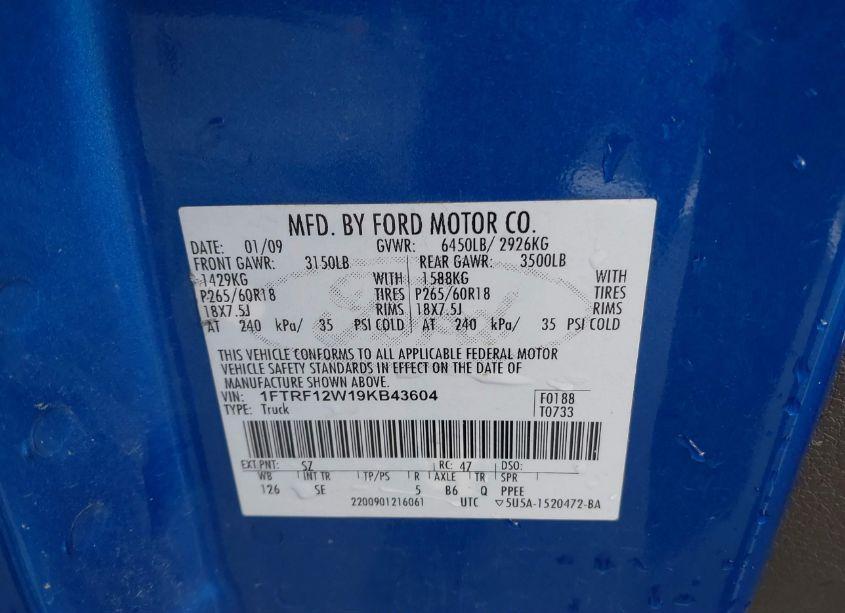 MFD. BY FORD MOTOR CO.
DATE: 01/09 GVWR: 6450LB/ 2926KG
FRONT GAWR: 3150LB REAR GAWR: 3500LB
1429KG WITH 1588KG WITH
P265/60R18 TIRES P265/60R18 TIRES
18X7.5J RIMS 18X7.5J RIMS
AT 240 kPa/ 35 PSI COLD AT 240 kPa/ 35 PSI COLD
THIS VEHICLE CONFORMS TO ALL APPLICABLE FEDERAL MOTOR
VEHICLE SAFETY STANDARDS IN EFFECT ON THE DATE OF
MANUFACTURE SHOWN ABOVE.
VIN: 1FTRF12W19KB43604 F0188
TYPE: Truck T0733
EXT PNT: SZ RC: 47 DSO:
WB INT TR TP/PS R AXLE TR SPR
126 SE 5 B6 Q PPEE
2200901216061 UTC ▽5U5A-1520472-BA